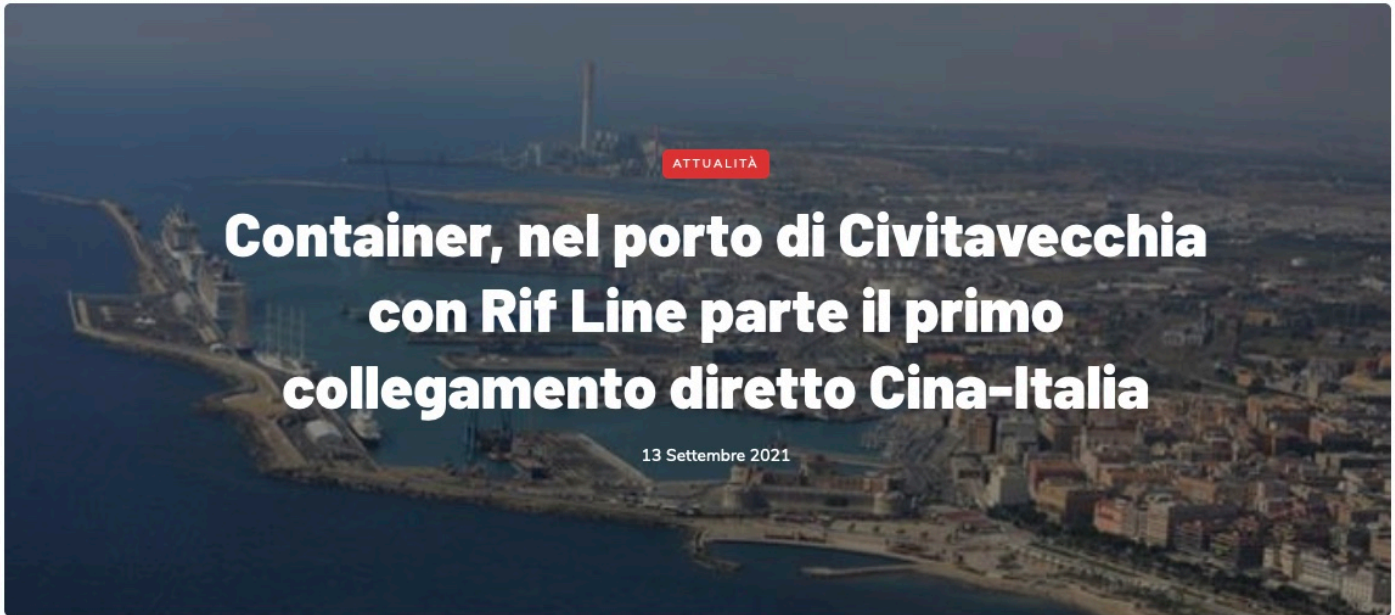 ATTUALITÀ
Container, nel porto di Civitavecchia
con Rif Line parte il primo
collegamento diretto Cina-Italia
13 Settembre 2021